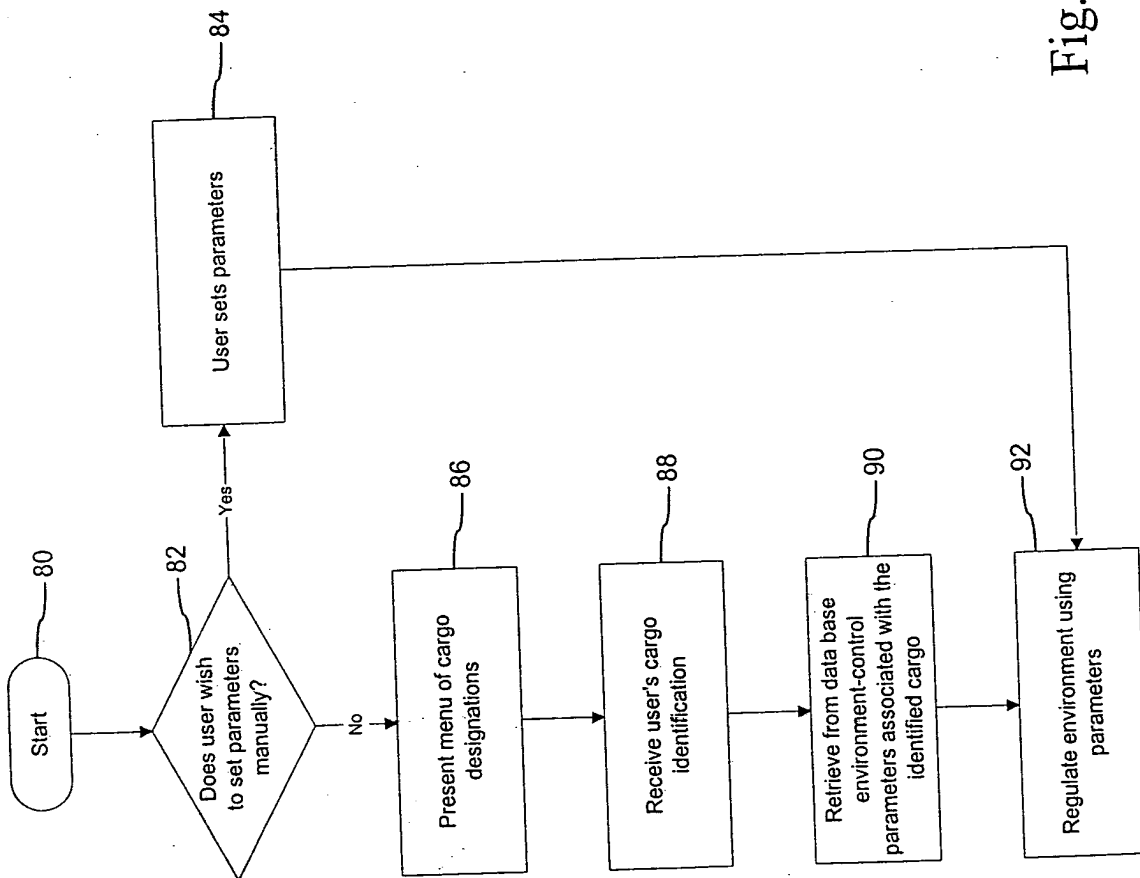 Start
80
Does user wish
to set parameters
manually?
82
Yes
User sets parameters
84
No
Present menu of cargo
designations
86
Receive user's cargo
identification
88
Retrieve from data base
environment-control
parameters associated with the
identified cargo
90
Regulate environment using
parameters
92
Fig.